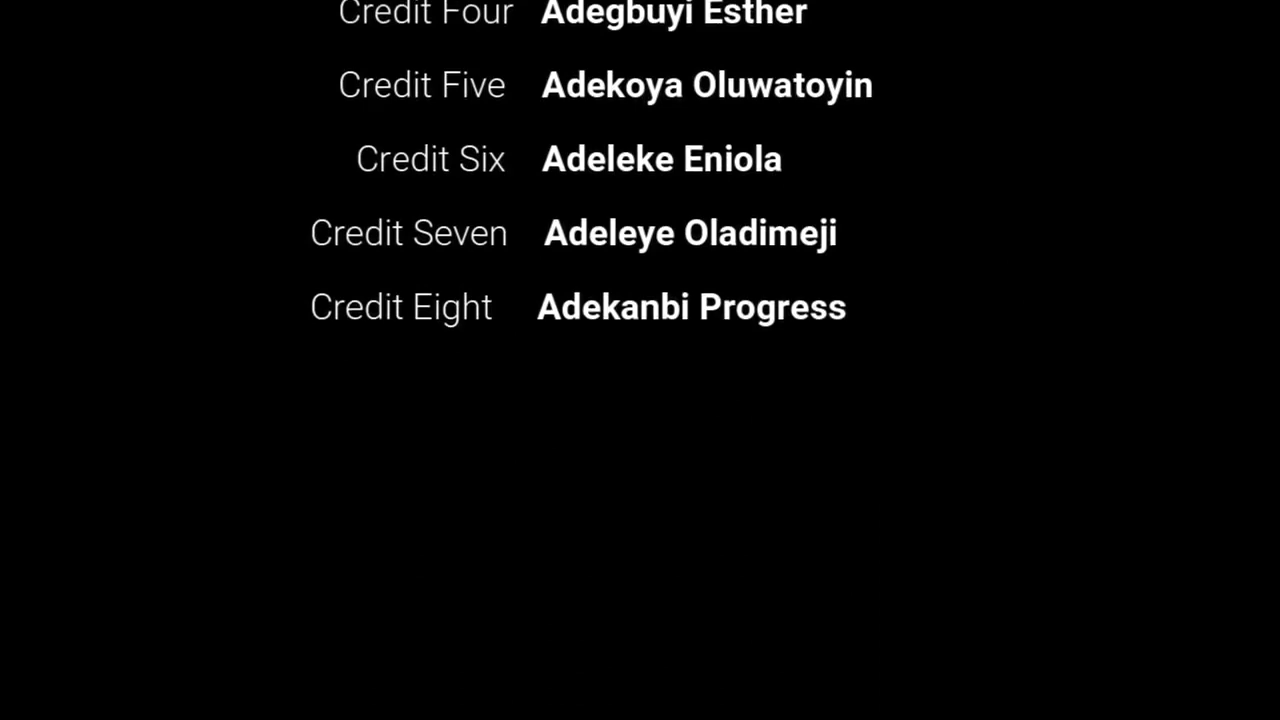 Credit Four Adegbuyi Esther
Credit Five Adekoya Oluwatoyin
Credit Six Adeleke Eniola
Credit Seven Adeleye Oladimeji
Credit Eight Adekanbi Progress